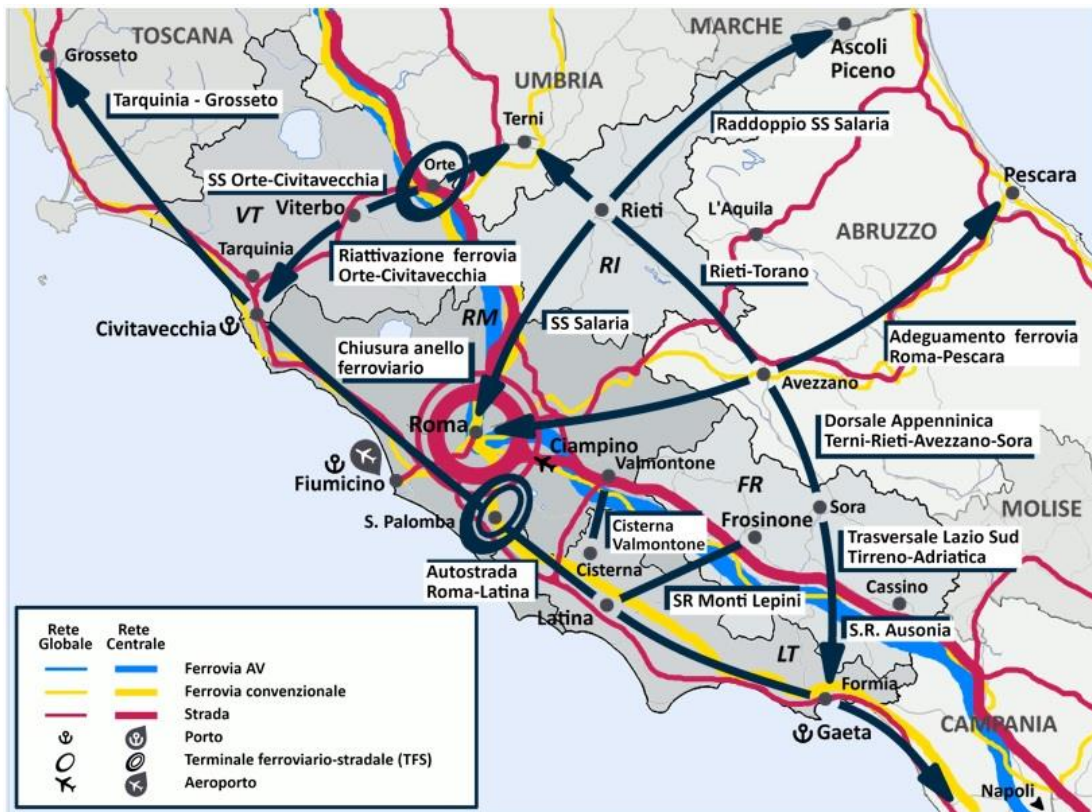 TOSCANA
MARCHE
Grosseto
Ascoli
Piceno
UMBRIA
Tarquinia - Grosseto
Terni
Raddoppio SS Salaria
Orte
SS Orte-Civitavecchia
Pescara
VT
Viterbo
Rieti
L'Aquila
ABRUZZO
Tarquinia
Riattivazione ferrovia
Orte-Civitavecchia
RI
Rieti-Torano
Civitavecchia
RM
SS Salaria
Adeguamento ferrovia
Roma-Pescara
Chiusura anello
ferroviario
Avezzano
Roma
Dorsale Appenninica
Terni-Rieti-Avezzano-Sora
Ciampino
Valmontone
Fiumicino
FR
MOLISE
S. Palomba
Sora
Cisterna
Valmontone
Frosinone
Trasversale Lazio Sud
Tirreno-Adriatica
Cisterna
Autostrada
Roma-Latina
Cassino
SR Monti Lepini
Latina
S.R. Ausonia
LT
Formia
Gaeta
CAMPANIA
Napoli
Rete
Globale
Rete
Centrale
Ferrovia AV
Ferrovia convenzionale
Strada
Porto
Terminale ferroviario-stradale (TFS)
Aeroporto